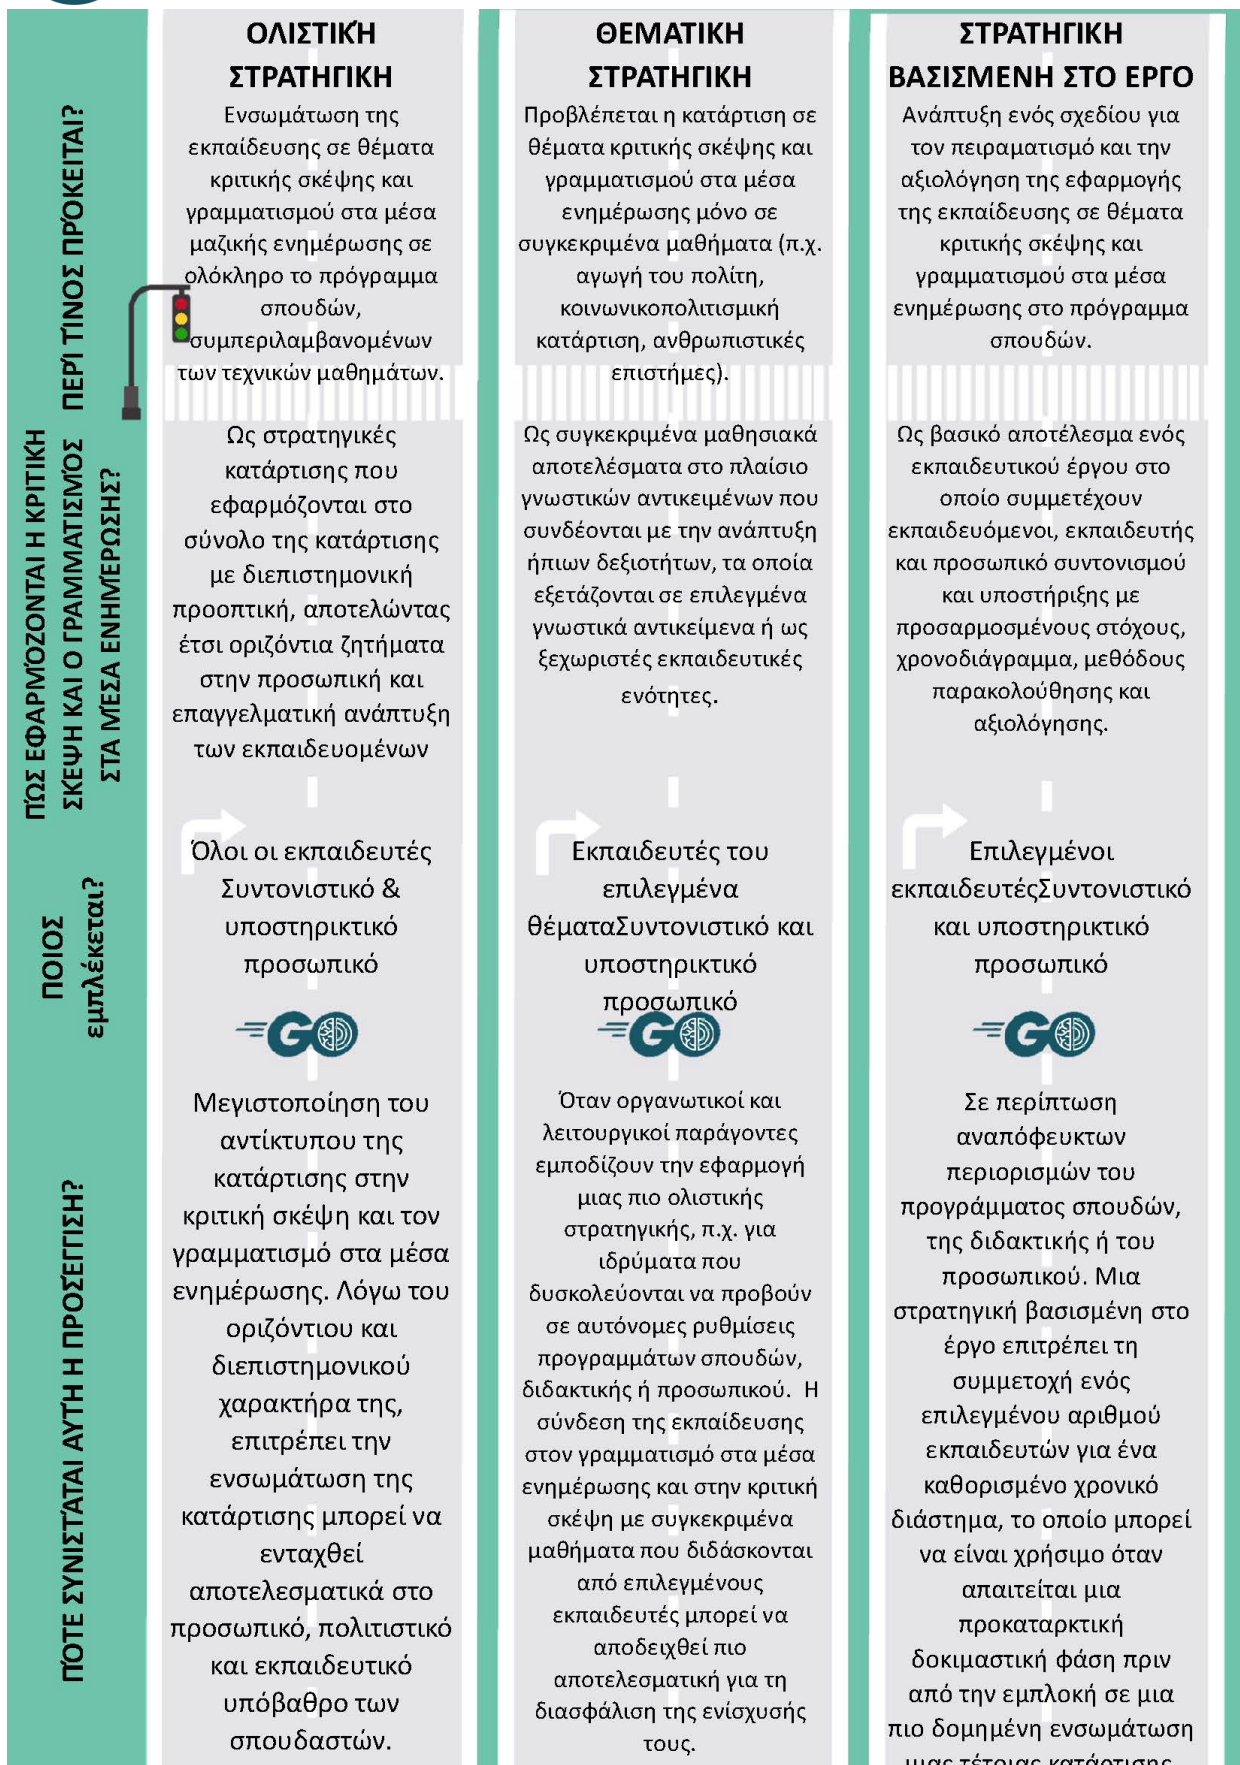 ΠΕΡΊ ΤΊΝΟΣ ΠΡΌΚΕΙΤΑΙ?
ΟΛΙΣΤΙΚΉ
ΣΤΡΑΤΗΓΙΚΗ
Ενσωμάτωση της
εκπαίδευσης σε θέματα
κριτικής σκέψης και
γραμματισμού στα μέσα
μαζικής ενημέρωσης σε
ολόκληρο το πρόγραμμα
σπουδών,
συμπεριλαμβανομένων
των τεχνικών μαθημάτων.
ΘΕΜΑΤΙΚΗ
ΣΤΡΑΤΗΓΙΚΗ
Προβλέπεται η κατάρτιση σε
θέματα κριτικής σκέψης και
γραμματισμού στα μέσα
ενημέρωσης μόνο σε
συγκεκριμένα μαθήματα (π.χ.
αγωγή του πολίτη,
κοινωνικοπολιτισμική
κατάρτιση, ανθρωπιστικές
επιστήμες).
ΣΤΡΑΤΗΓΙΚΗ
ΒΑΣΙΣΜΕΝΗ ΣΤΟ ΕΡΓΟ
Ανάπτυξη ενός σχεδίου για
τον πειραματισμό και την
αξιολόγηση της εφαρμογής
της εκπαίδευσης σε θέματα
κριτικής σκέψης και
γραμματισμού στα μέσα
ενημέρωσης στο πρόγραμμα
σπουδών.
ΠΏΣ ΕΦΑΡΜΌΖΟΝΤΑΙ Η ΚΡΙΤΙΚΉ
ΣΚΈΨΗ ΚΑΙ Ο ΓΡΑΜΜΑΤΙΣΜΌΣ
ΣΤΑ ΜΈΣΑ ΕΝΗΜΈΡΩΣΗΣ?
Ως στρατηγικές
κατάρτισης που
εφαρμόζονται στο
σύνολο της κατάρτισης
με διεπιστημονική
προοπτική, αποτελώντας
έτσι οριζόντια ζητήματα
στην προσωπική και
επαγγελματική ανάπτυξη
των εκπαιδευομένων
Ως συγκεκριμένα μαθησιακά
αποτελέσματα στο πλαίσιο
γνωστικών αντικειμένων που
συνδέονται με την ανάπτυξη
ήπιων δεξιοτήτων, τα οποία
εξετάζονται σε επιλεγμένα
γνωστικά αντικείμενα ή ως
ξεχωριστές εκπαιδευτικές
ενότητες.
Ως βασικό αποτέλεσμα ενός
εκπαιδευτικού έργου στο
οποίο συμμετέχουν
εκπαιδευόμενοι, εκπαιδευτής
και προσωπικό συντονισμού
και υποστήριξης με
προσαρμοσμένους στόχους,
χρονοδιάγραμμα, μεθόδους
παρακολούθησης και
αξιολόγησης.
ΠΟΙΟΣ
εμπλέκεται?
Όλοι οι εκπαιδευτές
Συντονιστικό &
υποστηρικτικό
προσωπικό
Εκπαιδευτές του
επιλεγμένα
θέματαΣυντονιστικό και
υποστηρικτικό
προσωπικό
Επιλεγμένοι
εκπαιδευτέςΣυντονιστικό
και υποστηρικτικό
προσωπικό
GO
GO
GO
ΠΌΤΕ ΣΥΝΙΣΤΆΤΑΙ ΑΥΤΉ Η ΠΡΟΣΈΓΓΙΣΗ?
Μεγιστοποίηση του
αντίκτυπου της
κατάρτισης στην
κριτική σκέψη και τον
γραμματισμό στα μέσα
ενημέρωσης. Λόγω του
οριζόντιου και
διεπιστημονικού
χαρακτήρα της,
επιτρέπει την
ενσωμάτωση της
κατάρτισης μπορεί να
ενταχθεί
αποτελεσματικά στο
προσωπικό, πολιτιστικό
και εκπαιδευτικό
υπόβαθρο των
σπουδαστών.
Όταν οργανωτικοί και
λειτουργικοί παράγοντες
εμποδίζουν την εφαρμογή
μιας πιο ολιστικής
στρατηγικής, π.χ. για
ιδρύματα που
δυσκολεύονται να προβούν
σε αυτόνομες ρυθμίσεις
προγραμμάτων σπουδών,
διδακτικής ή προσωπικού. Η
σύνδεση της εκπαίδευσης
στον γραμματισμό στα μέσα
ενημέρωσης και στην κριτική
σκέψη με συγκεκριμένα
μαθήματα που διδάσκονται
από επιλεγμένους
εκπαιδευτές μπορεί να
αποδειχθεί πιο
αποτελεσματική για τη
διασφάλιση της ενίσχυσής
τους.
Σε περίπτωση
αναπόφευκτων
περιορισμών του
προγράμματος σπουδών,
της διδακτικής ή του
προσωπικού. Μια
στρατηγική βασισμένη στο
έργο επιτρέπει τη
συμμετοχή ενός
επιλεγμένου αριθμού
εκπαιδευτών για ένα
καθορισμένο χρονικό
διάστημα, το οποίο μπορεί
να είναι χρήσιμο όταν
απαιτείται μια
προκαταρκτική
δοκιμαστική φάση πριν
από την εμπλοκή σε μια
πιο δομημένη ενσωμάτωση
μιας τέτοιας κατάρτισης